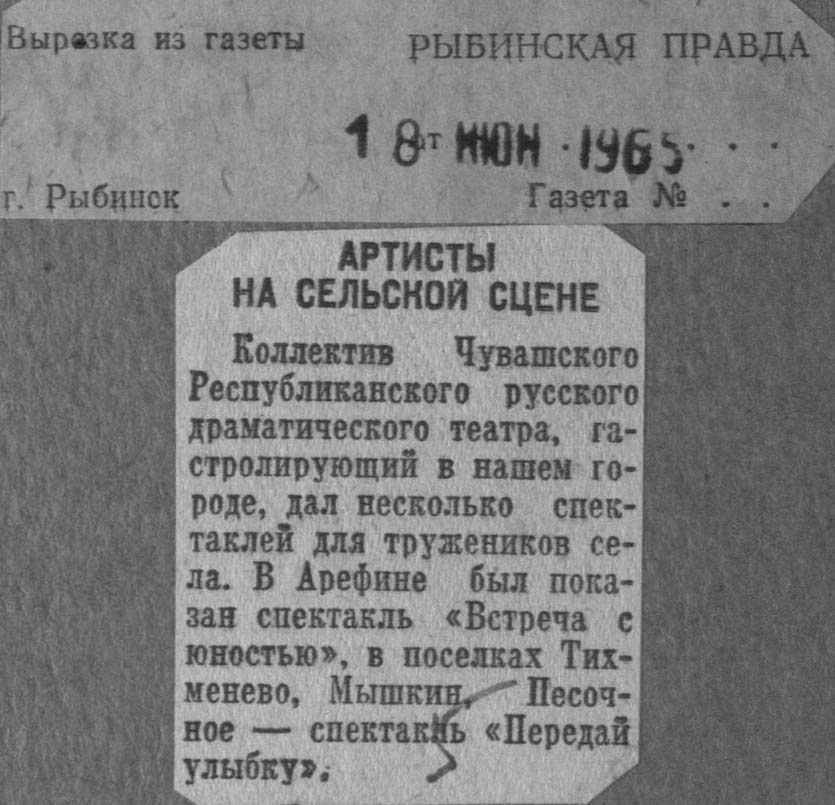 Вырезка из газеты
РЫБИНСКАЯ ПРАВДА
18 от ИЮН 1965 . . .
г. Рыбинск
Газета № . .
АРТИСТЫ
НА СЕЛЬСКОЙ СЦЕНЕ
Коллектив Чувашского
Республиканского русского
драматического театра, га-
стролирующий в нашем го-
роде, дал несколько спек-
таклей для тружеников се-
ла. В Арефине был пока-
зан спектакль «Встреча с
юностью», в поселках Тих-
менево, Мышкин, Песоч-
ное — спектакль «Передай
улыбку».